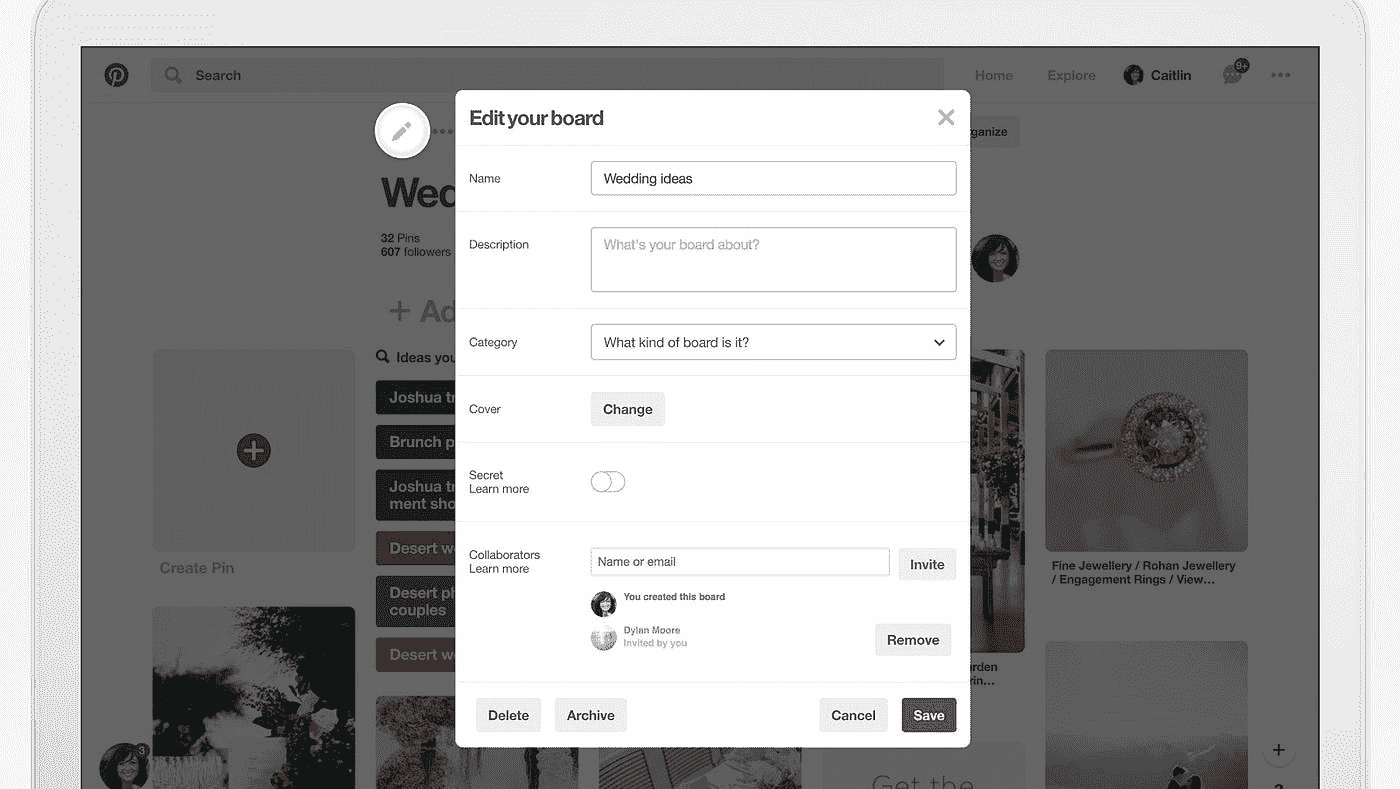 Search
Home
Explore
Caitlin
9+
Edit your board
ganize
Name
Wedding ideas
Wed
32 Pins
607 followers
Description
What's your board about?
+ Ad
Category
What kind of board is it?
Ideas you
Joshua t
Cover
Change
Brunch p
Secret
Learn more
Joshua t
ment sho
Desert w
Collaborators
Learn more
Name or email
Invite
Create Pin
Fine Jewellery / Rohan Jewellery
/ Engagement Rings / View...
Desert p
couples
You created this board
Dylan Moore
Invited by you
Remove
Desert w
rden
rin...
Delete
Archive
Cancel
Save
3
+
Get the